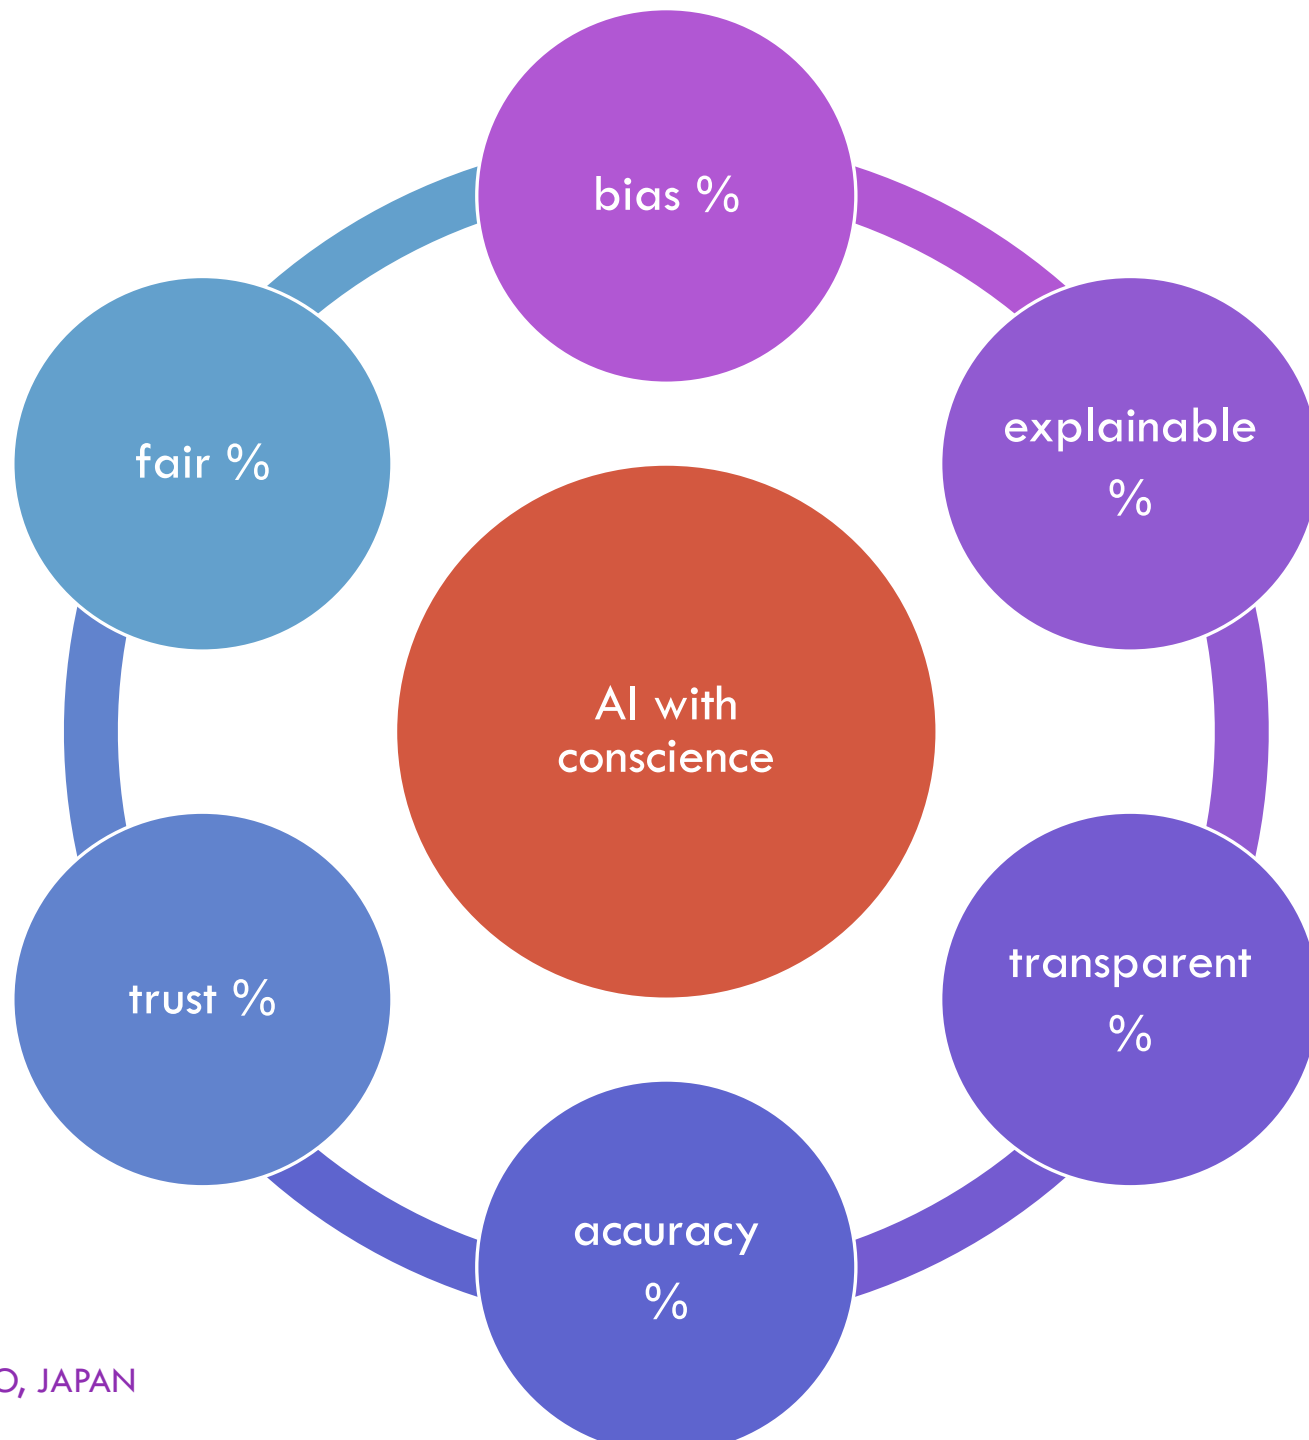 bias %
explainable
%
transparent
%
accuracy
%
trust %
fair %
AI with
conscience
O, JAPAN